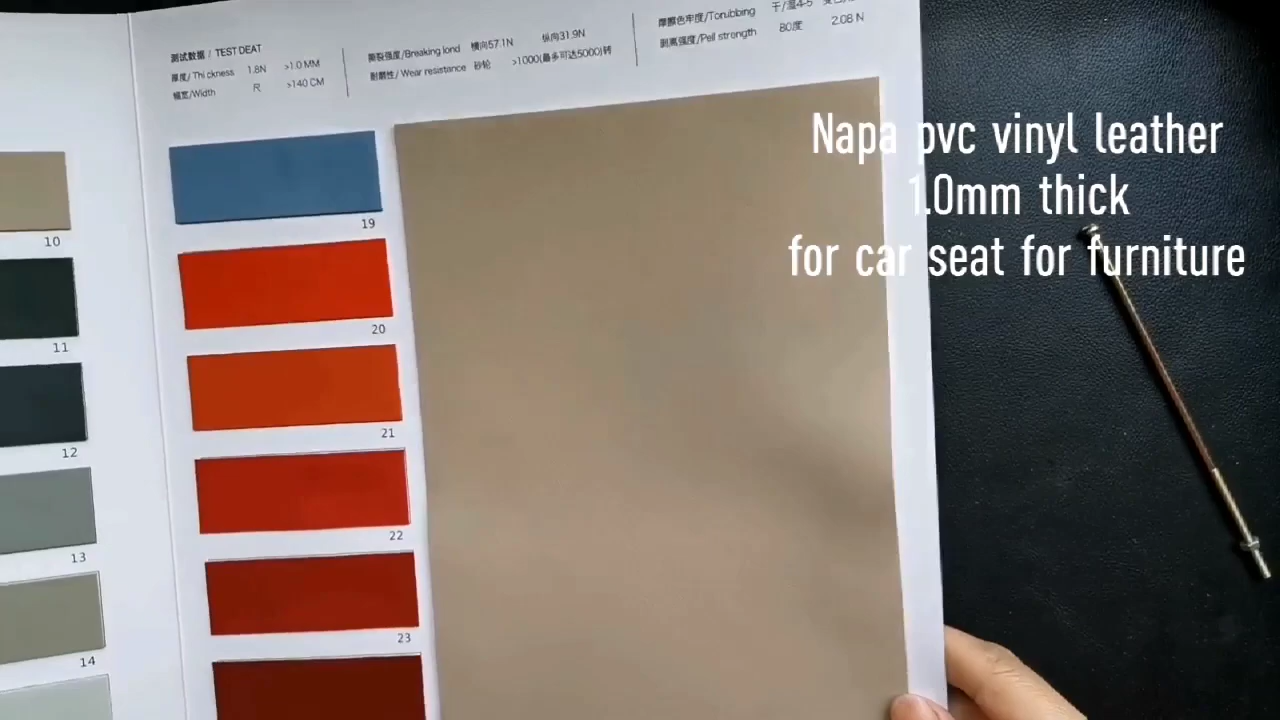 测试数据 / TEST DEAT
厚度/ Thi ckness 1.8N >1.0 MM
幅宽/Width 尺 >140 CM
撕裂强度/Breaking lond 横向57.1N 纵向31.9N
耐磨性/ Wear resistance 砂轮 >1000(最多可达5000)转
摩擦色牢度/Torubbing 干/湿4-5
剥离强度/Pell strength 80度 2.08 N
Napa pvc vinyl leather
1.0mm thick
for car seat for furniture
10
11
12
13
14
19
20
21
22
23